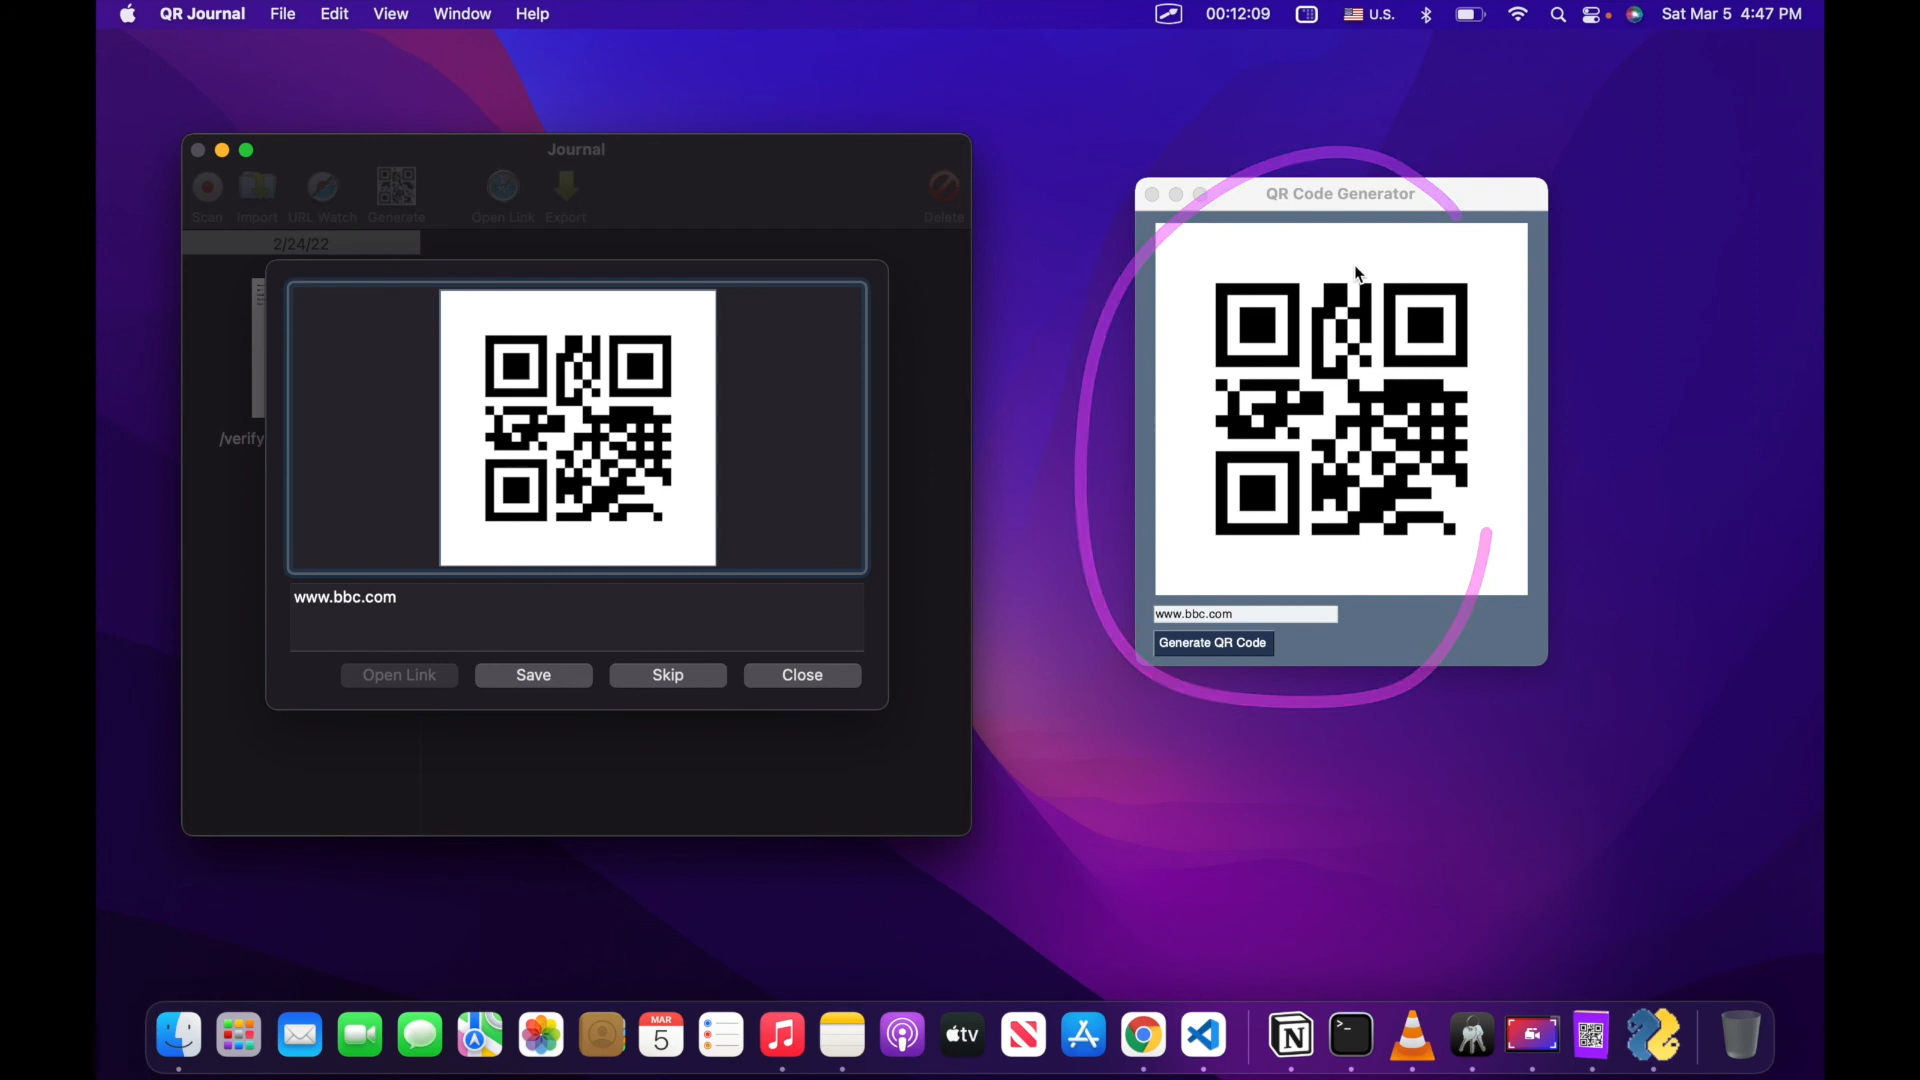 QR Journal File Edit View Window Help 00:12:09 U.S. Sat Mar 5 4:47 PM
Journal
Scan Import URL Watch Generate Open Link Export Delete
2/24/22
/verify
www.bbc.com
Open Link Save Skip Close
QR Code Generator
www.bbc.com
Generate QR Code
MAR
5
tv
N
>_